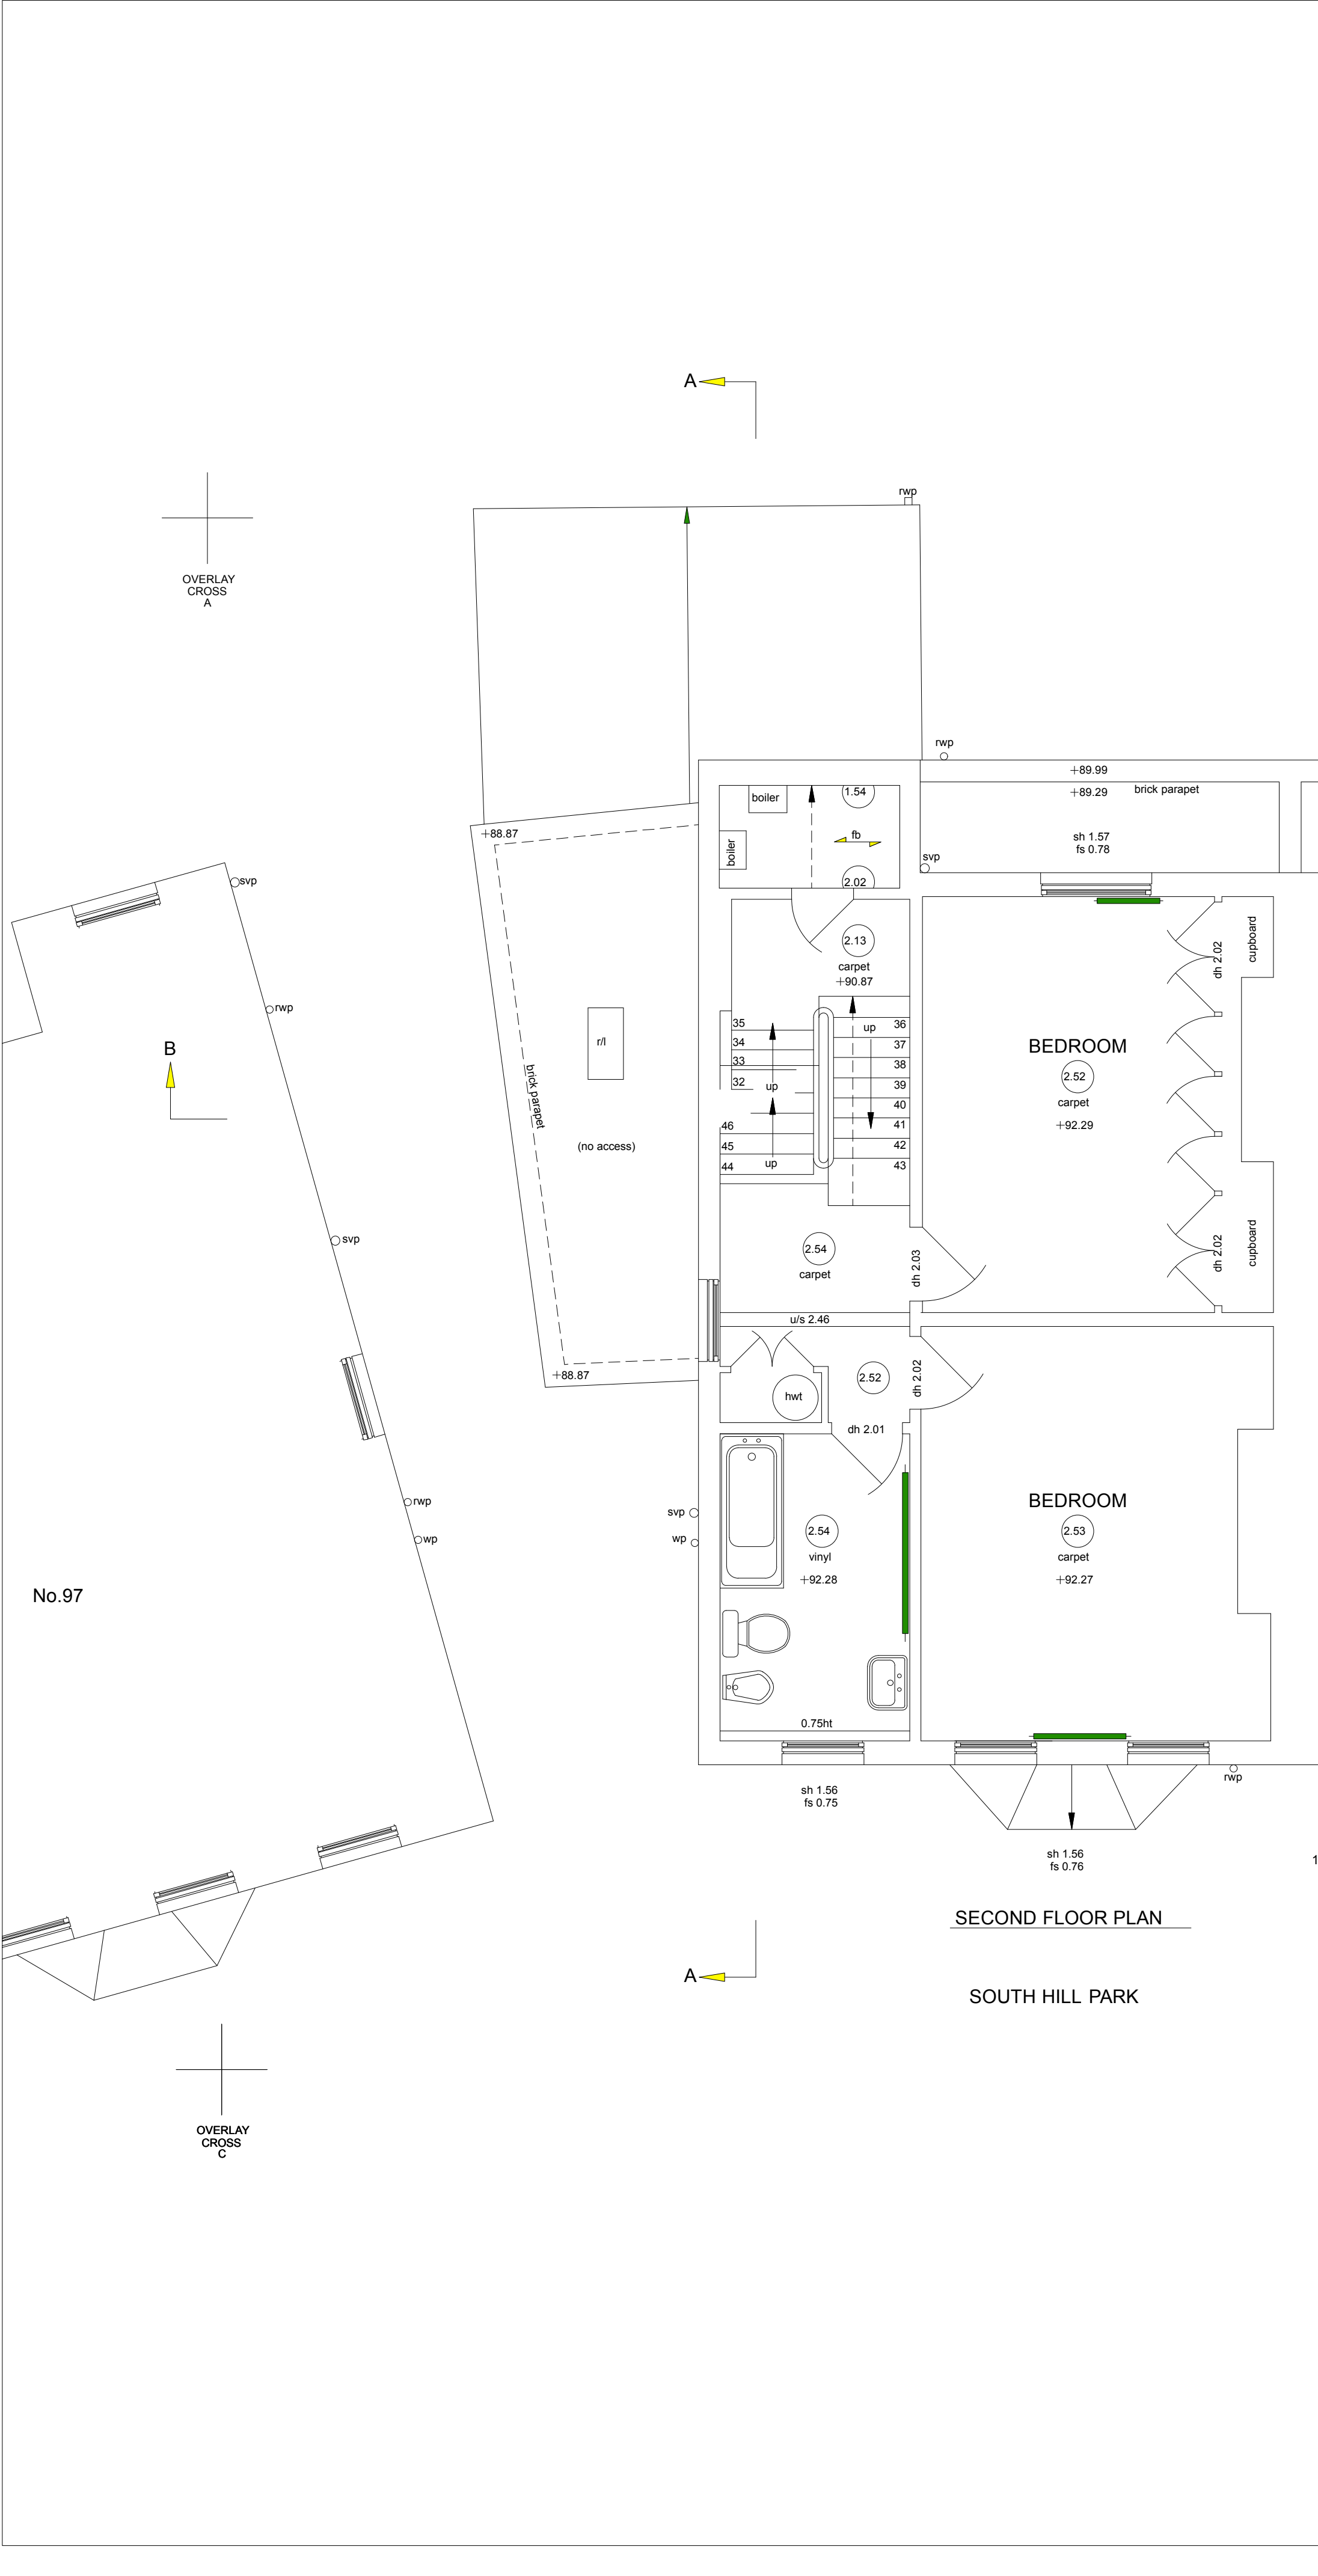 A
rwp
OVERLAY
CROSS
A
rwp
+89.99
+89.29
brick parapet
boiler
1.54
+88.87
fb
sh 1.57
fs 0.78
boiler
svp
2.02
svp
2.13
carpet
+90.87
dh 2.02
cupboard
rwp
B
r/l
brick parapet
(no access)
35
34
33
32
up
up
36
37
38
39
40
41
42
43
46
45
44
up
BEDROOM
2.52
carpet
+92.29
svp
2.54
carpet
dh 2.03
dh 2.02
cupboard
u/s 2.46
+88.87
2.52
dh 2.02
hwt
dh 2.01
rwp
wp
svp
wp
2.54
vinyl
+92.28
BEDROOM
2.53
carpet
+92.27
No.97
0.75ht
rwp
sh 1.56
fs 0.75
sh 1.56
fs 0.76
1
SECOND FLOOR PLAN
A
SOUTH HILL PARK
OVERLAY
CROSS
C